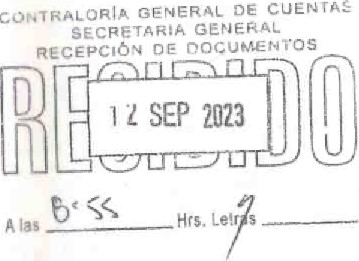 CONTRALORÍA GENERAL DE CUENTAS
SECRETARIA GENERAL
RECEPCIÓN DE DOCUMENTOS
RECIBIDO
12 SEP 2023
A las 8:55 Hrs. Letras